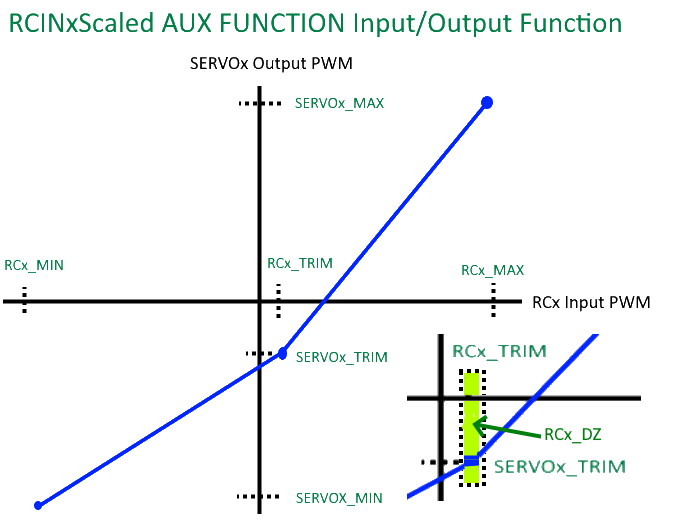 RCINxScaled AUX FUNCTION Input/Output Function
SERVOx Output PWM
SERVOx_MAX
RCx_MIN
RCx_TRIM
RCx_MAX
RCx Input PWM
SERVOx_TRIM
RCx_TRIM
RCx_DZ
SERVOx_TRIM
SERVOx_MIN